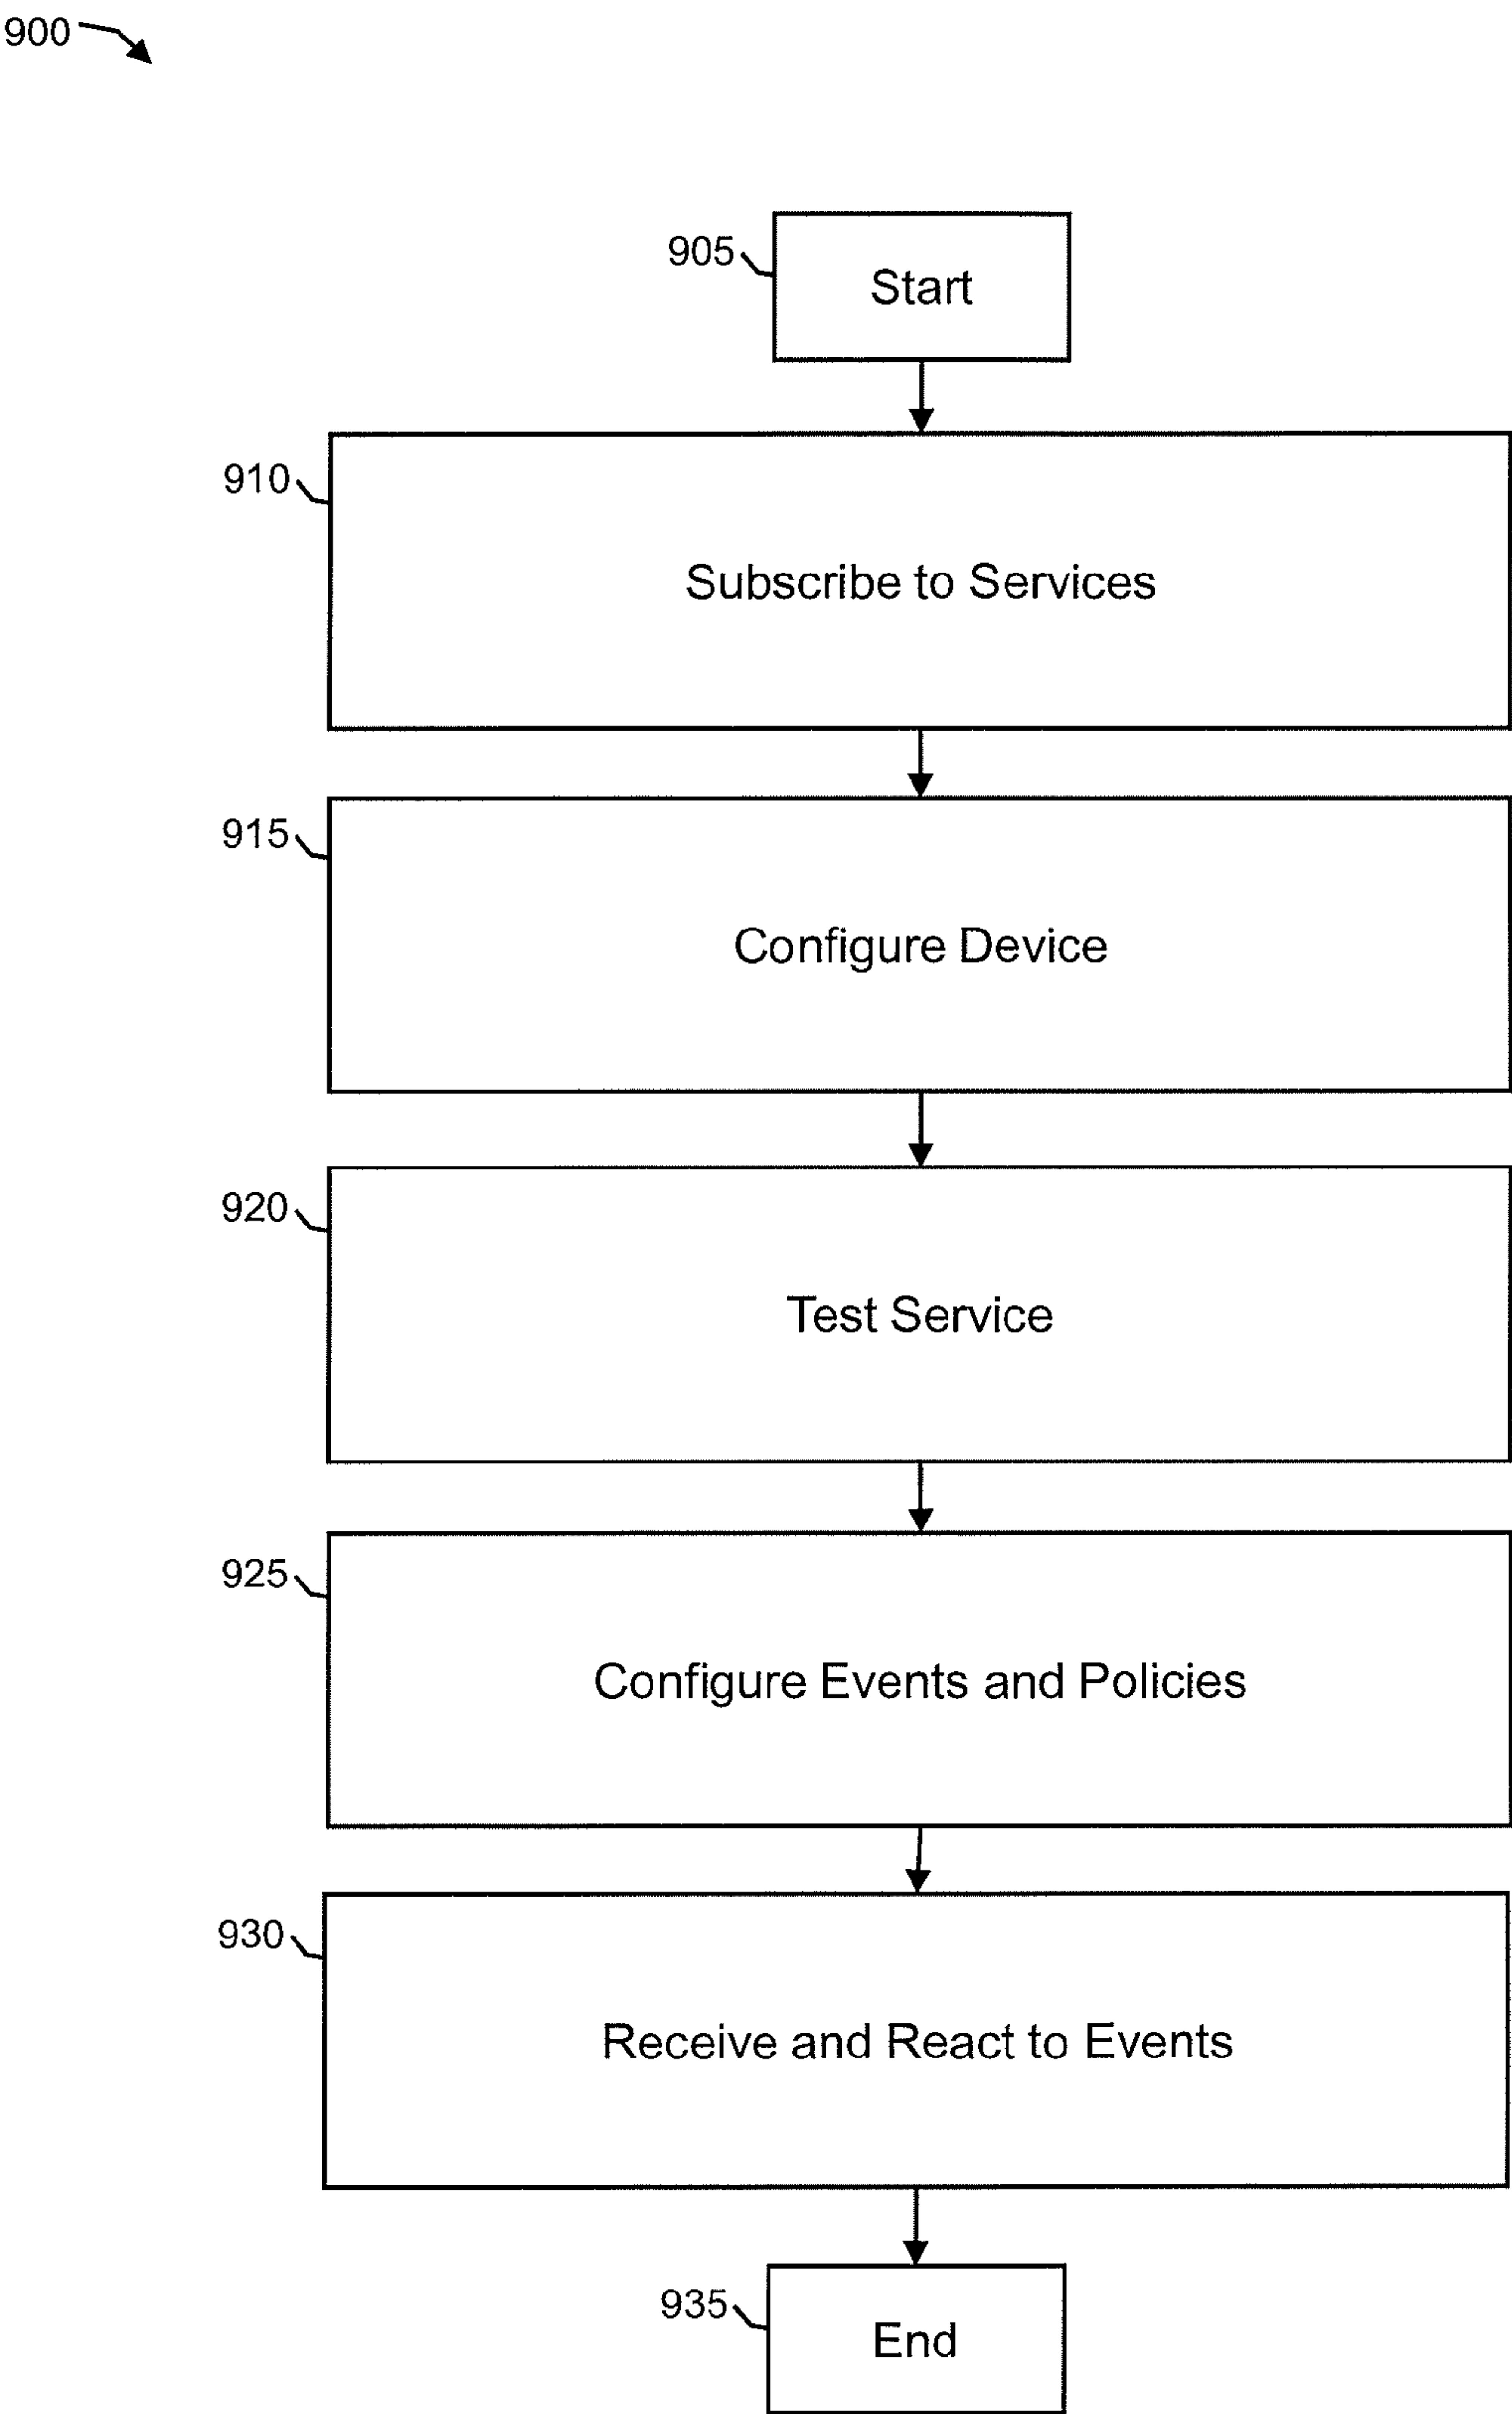 900
905
Start
910
Subscribe to Services
915
Configure Device
920
Test Service
925
Configure Events and Policies
930
Receive and React to Events
935
End